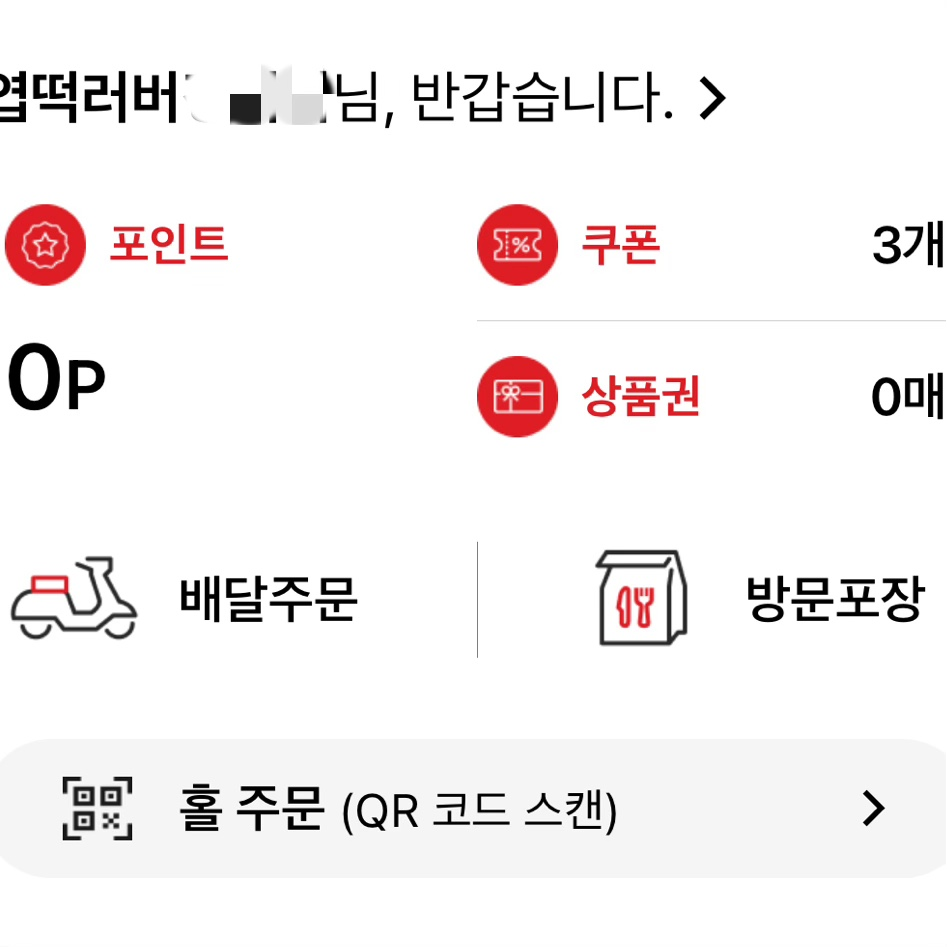 엽떡러버 님, 반갑습니다.
포인트
0P
쿠폰 3개
상품권 0매
배달주문
방문포장
홀 주문 (QR 코드 스캔)